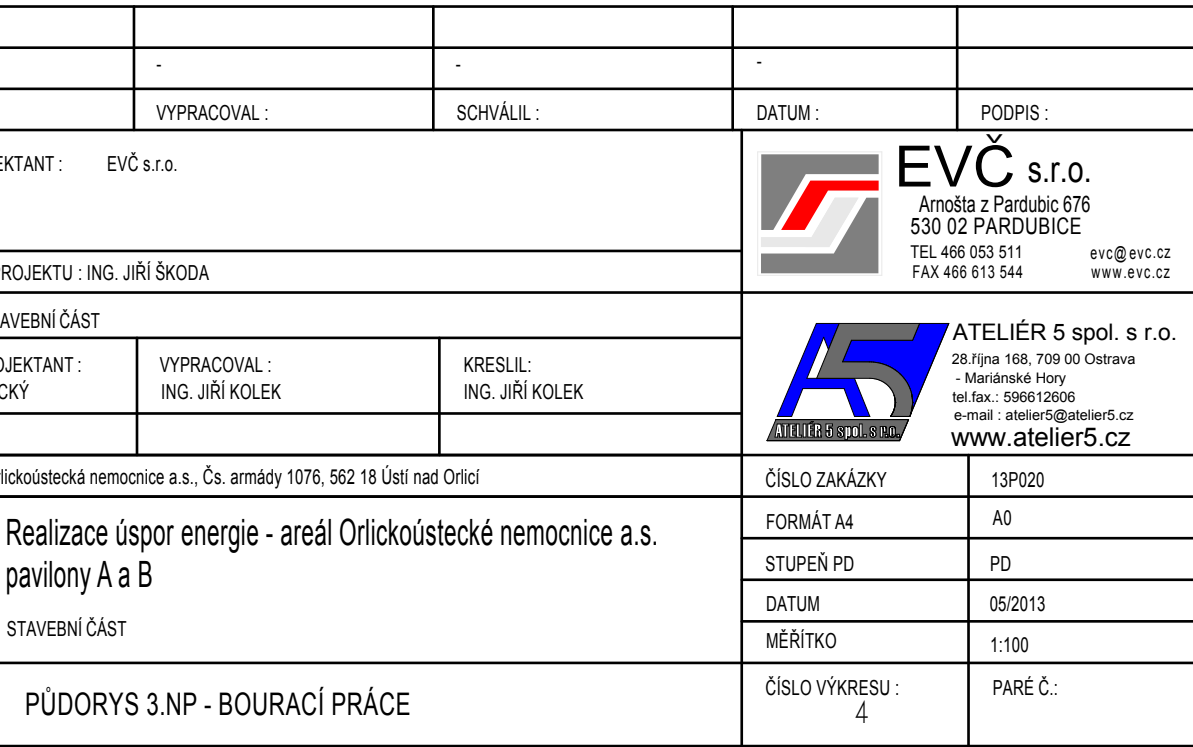 - - -
VYPRACOVAL : SCHVÁLIL : DATUM : PODPIS :
EKTANT : EVČ s.r.o.
EVČ s.r.o.
Arnošta z Pardubic 676
530 02 PARDUBICE
TEL 466 053 511 evc@evc.cz
FAX 466 613 544 www.evc.cz
ROJEKTU : ING. JIŘÍ ŠKODA
AVEBNÍ ČÁST
OJEKTANT : VYPRACOVAL : KRESLIL:
CKÝ ING. JIŘÍ KOLEK ING. JIŘÍ KOLEK
A5
ATELIÉR 5 spol. s r.o.
ATELIÉR 5 spol. s r.o.
28.října 168, 709 00 Ostrava
- Mariánské Hory
tel.fax.: 596612606
e-mail : atelier5@atelier5.cz
www.atelier5.cz
rlickoústecká nemocnice a.s., Čs. armády 1076, 562 18 Ústí nad Orlicí
ČÍSLO ZAKÁZKY 13P020
Realizace úspor energie - areál Orlickoústecké nemocnice a.s.
pavilony A a B
STAVEBNÍ ČÁST
FORMÁT A4 A0
STUPEŇ PD PD
DATUM 05/2013
MĚŘÍTKO 1:100
PŮDORYS 3.NP - BOURACÍ PRÁCE
ČÍSLO VÝKRESU : PARÉ Č.:
4